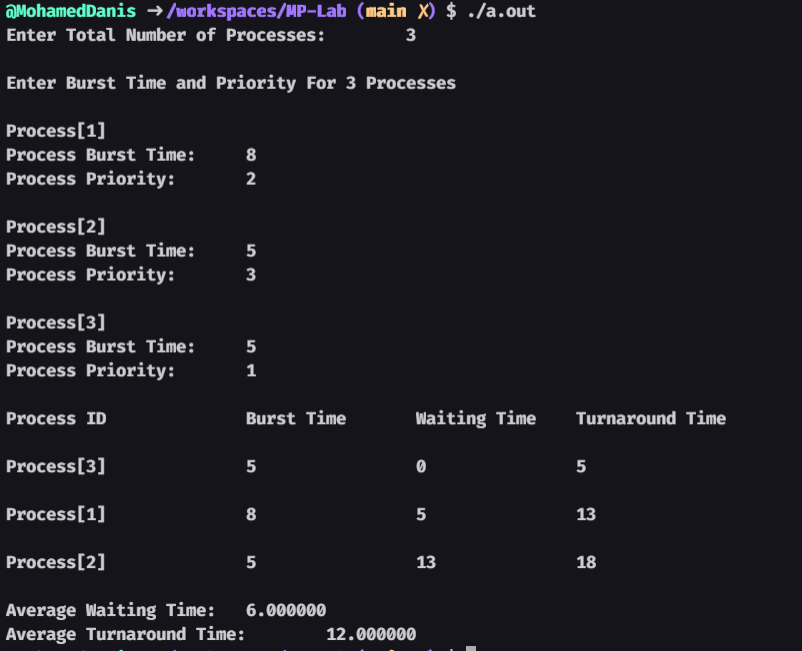 @MohamedDanis →/workspaces/MP-Lab (main ✗) $ ./a.out
Enter Total Number of Processes:        3
Enter Burst Time and Priority For 3 Processes
Process[1]
Process Burst Time:     8
Process Priority:       2
Process[2]
Process Burst Time:     5
Process Priority:       3
Process[3]
Process Burst Time:     5
Process Priority:       1
Process ID              Burst Time       Waiting Time    Turnaround Time
Process[3]              5                0               5
Process[1]              8                5               13
Process[2]              5                13              18
Average Waiting Time:   6.000000
Average Turnaround Time:        12.000000